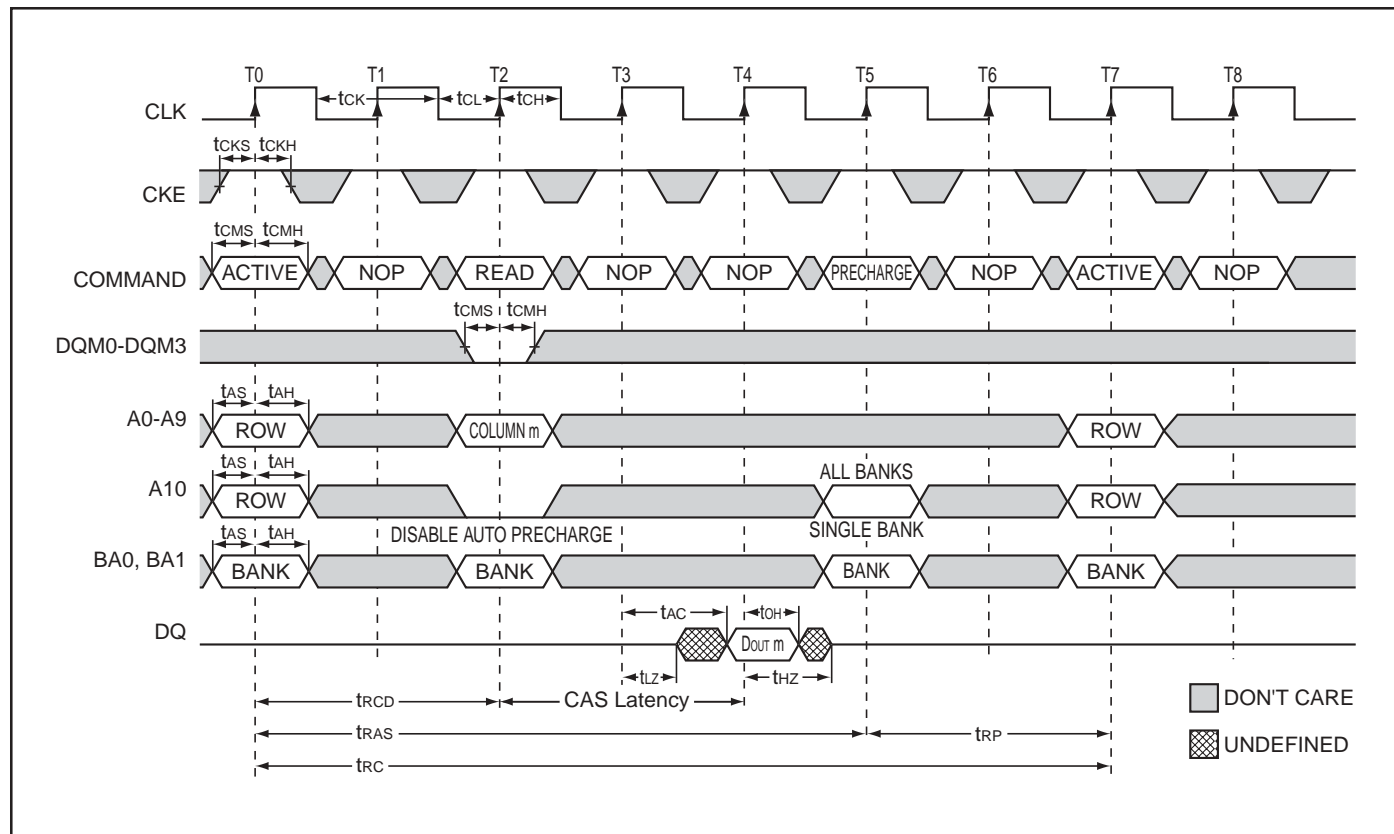 T0 T1 T2 T3 T4 T5 T6 T7 T8
tCK tCL tCH
CLK
tCKS tCKH
CKE
tCMS tCMH
COMMAND ACTIVE NOP READ NOP NOP PRECHARGE NOP ACTIVE NOP
tCMS tCMH
DQM0-DQM3
tAS tAH
A0-A9 ROW COLUMN m ROW
tAS tAH ALL BANKS
A10 ROW ROW
DISABLE AUTO PRECHARGE SINGLE BANK
tAS tAH
BA0, BA1 BANK BANK BANK BANK
tAC tOH
DQ DOUT m
tLZ tHZ
tRCD CAS Latency
tRAS tRP
tRC
DON'T CARE
UNDEFINED